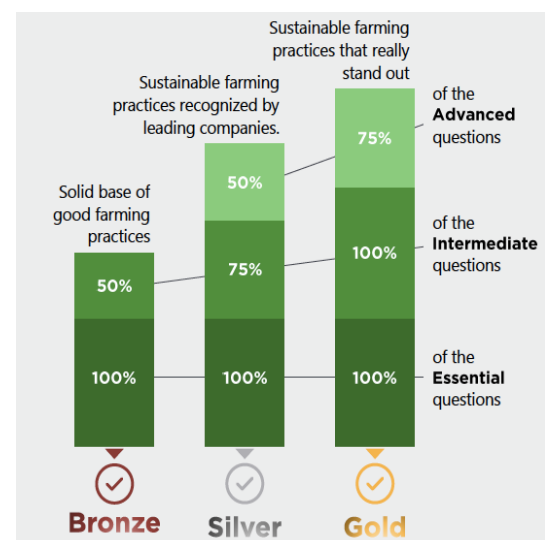 Sustainable farming
practices that really
stand out
Sustainable farming
practices recognized by
leading companies.
Solid base of
good farming
practices
of the
Advanced
questions
75%
50%
of the
Intermediate
questions
50%
75%
100%
of the
Essential
questions
100%
100%
100%
Bronze
Silver
Gold